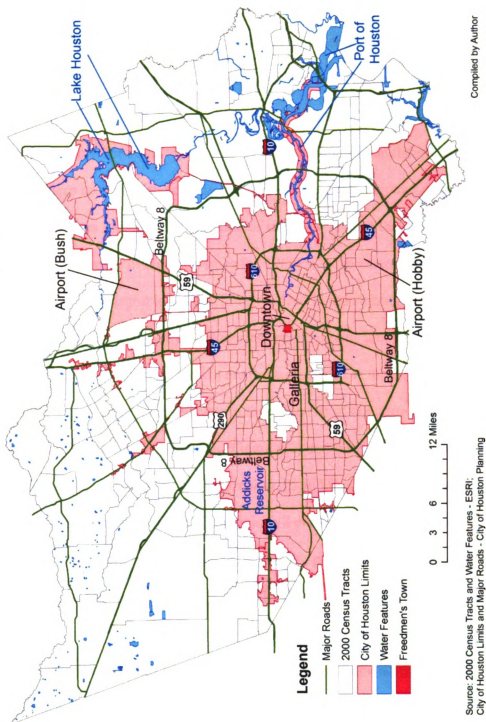 Lake Houston
Port of
Houston
Airport (Bush)
Beltway 8
59
10
45
610
Downtown
290
Galleria
45
610
Airport (Hobby)
Beltway 8
59
Beltway 8
Addicks
Reservoir
10
12 Miles
0 3 6
Legend
Major Roads
2000 Census Tracts
City of Houston Limits
Water Features
Freedmen's Town
Source: 2000 Census Tracts and Water Features - ESRI;
City of Houston Limits and Major Roads - City of Houston Planning
Compiled by Author